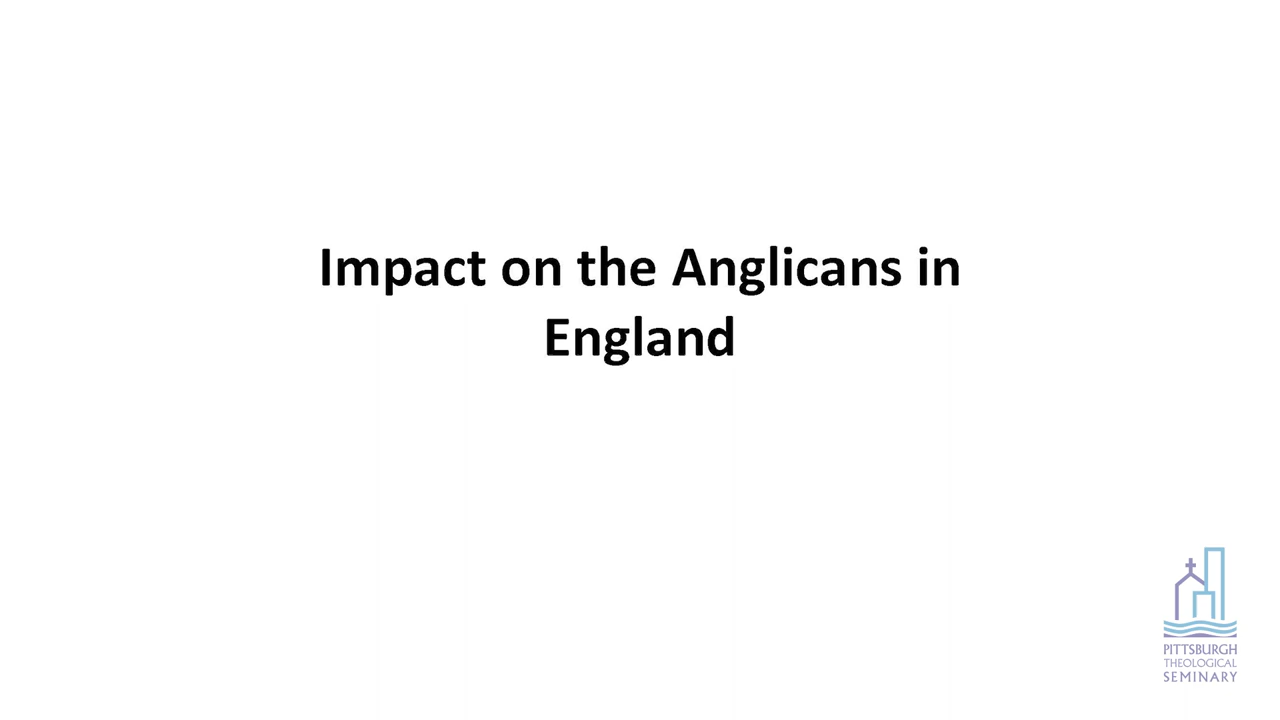 Impact on the Anglicans in
England
PITTSBURGH
THEOLOGICAL
SEMINARY